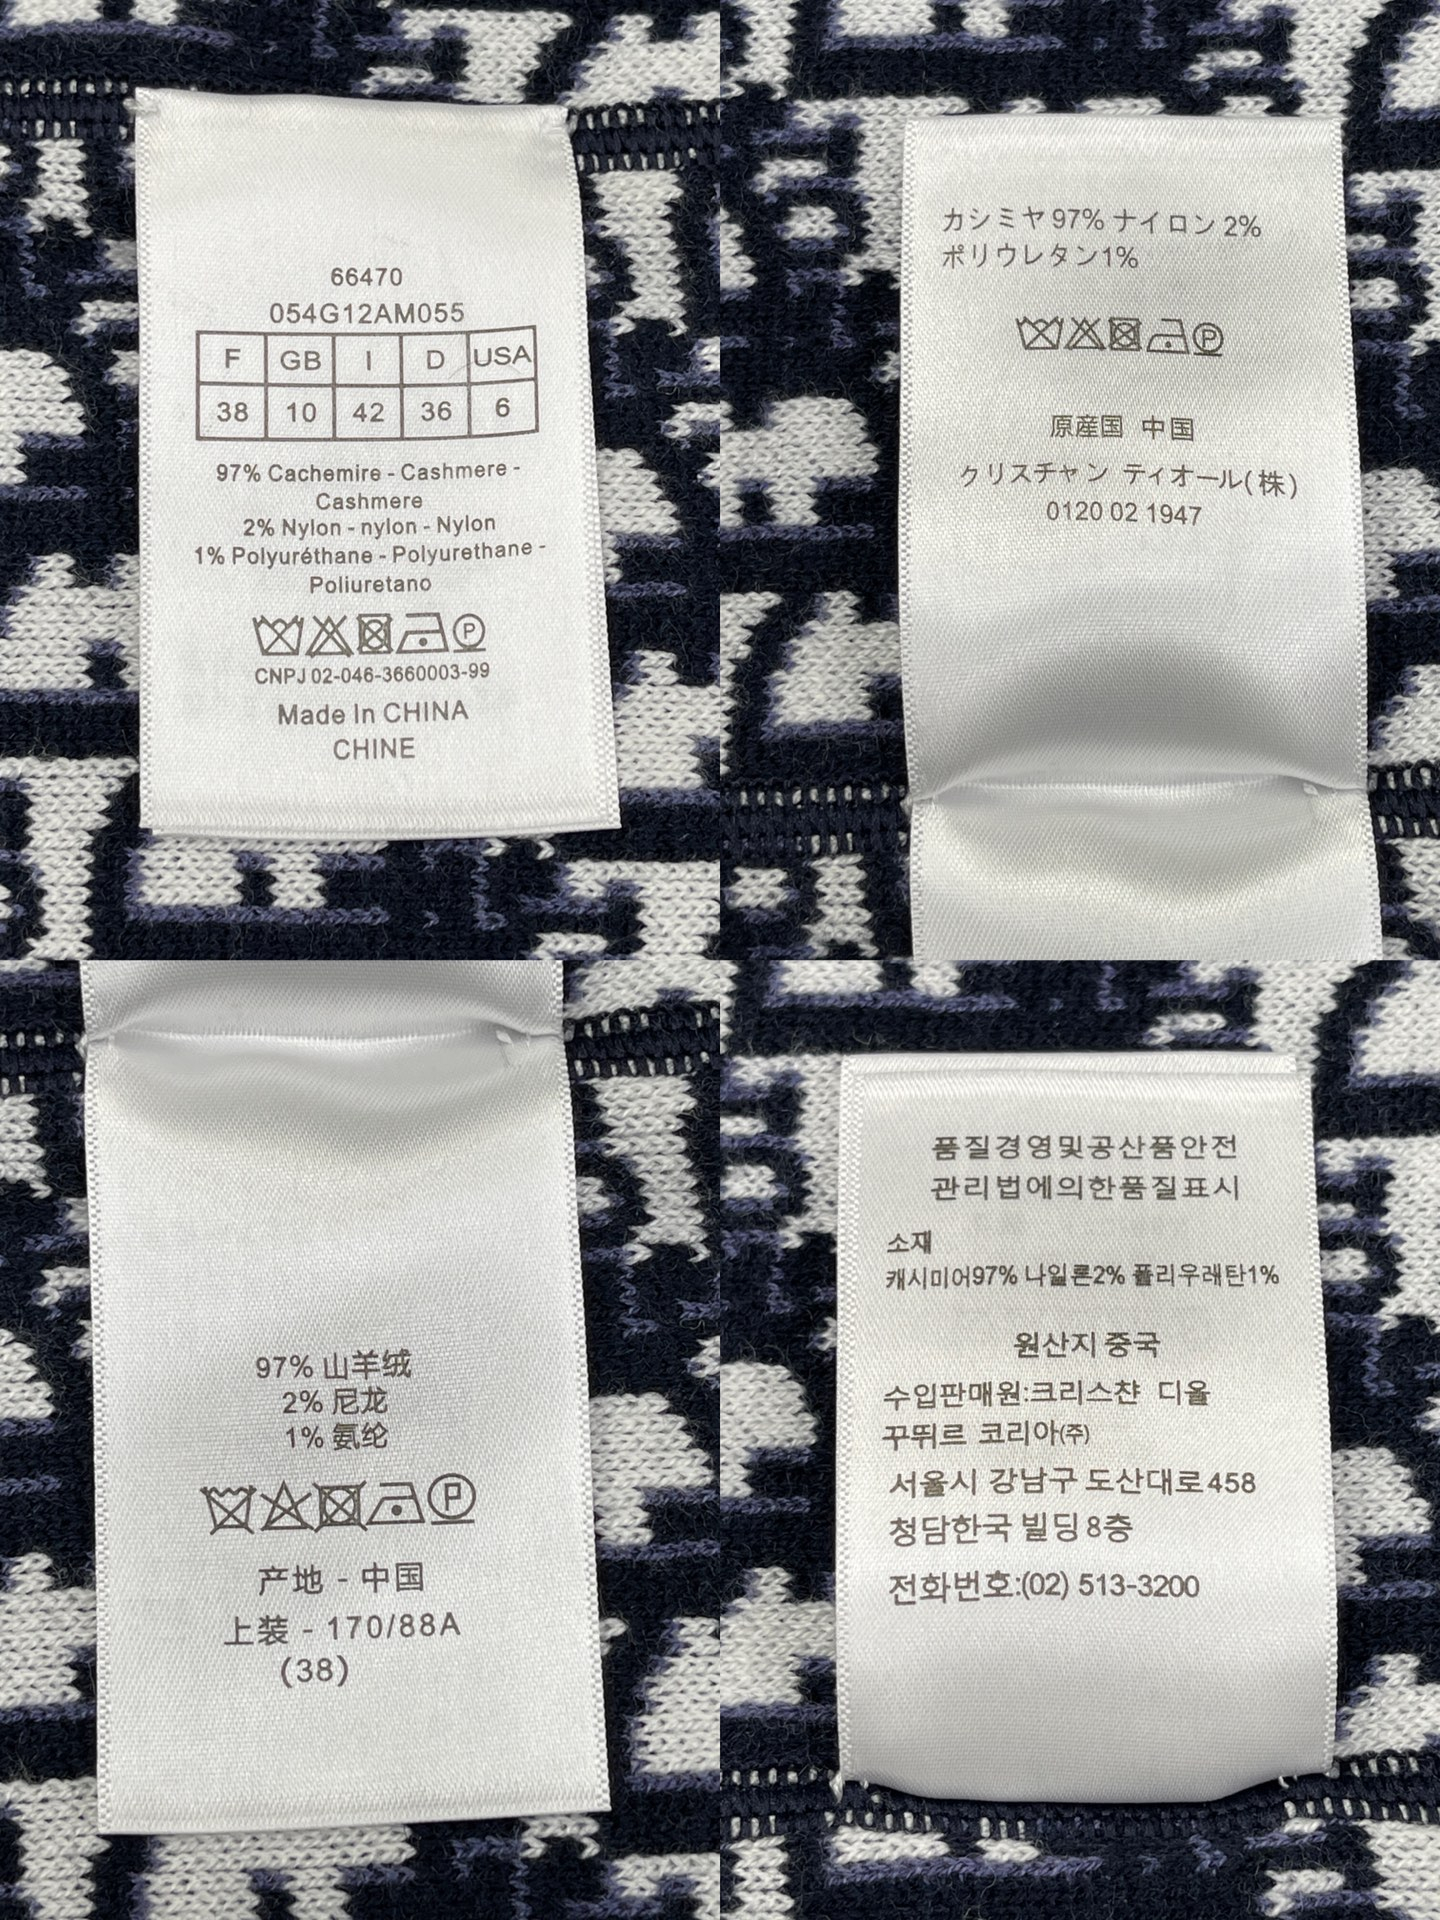 66470
054G12AM055
F GB I D USA
38 10 42 36 6
97% Cachemire - Cashmere -
Cashmere
2% Nylon - nylon - Nylon
1% Polyuréthane - Polyurethane -
Poliuretano
P
CNPJ 02-046-3660003-99
Made In CHINA
CHINE
カシミヤ97% ナイロン2%
ポリウレタン1%
P
原産国 中国
クリスチャン ディオール(株)
0120 02 1947
97% 山羊绒
2% 尼龙
1% 氨纶
P
产地 - 中国
上装 - 170/88A
(38)
품질경영및공산품안전
관리법에의한품질표시
소재
캐시미어97% 나일론2% 폴리우레탄1%
원산지 중국
수입판매원:크리스챤 디올
꾸뛰르 코리아(주)
서울시 강남구 도산대로458
청담한국 빌딩 8층
전화번호:(02) 513-3200